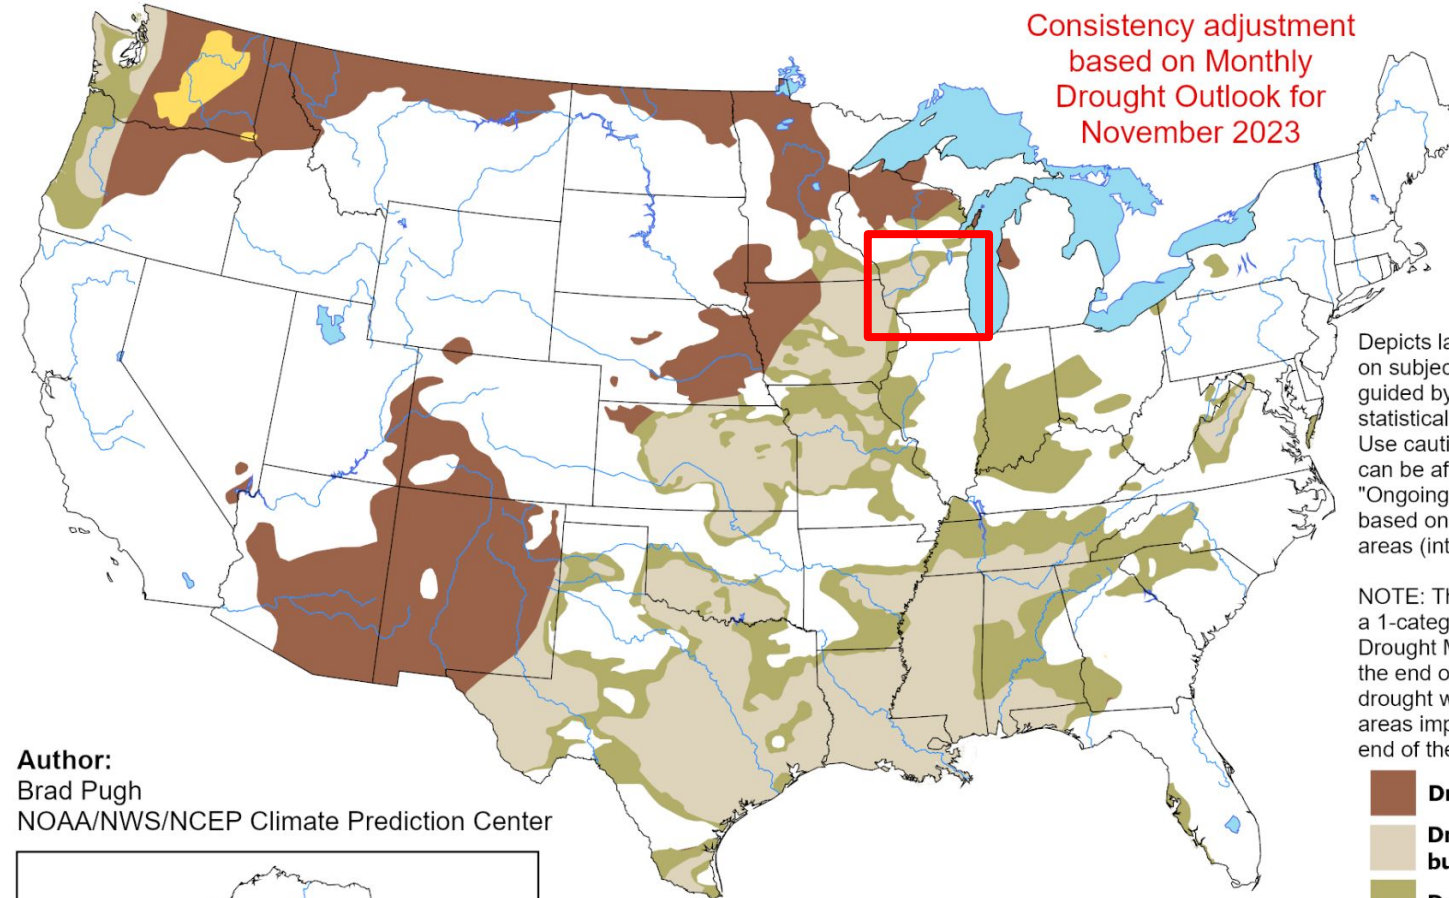 Consistency adjustment
based on Monthly
Drought Outlook for
November 2023
Depicts la
on subjec
guided by
statistical
Use cauti
can be af
"Ongoing
based on
areas (int
NOTE: Th
a 1-categ
Drought M
the end o
drought w
areas imp
end of the
Author:
Brad Pugh
NOAA/NWS/NCEP Climate Prediction Center
Dr
Dr
bu